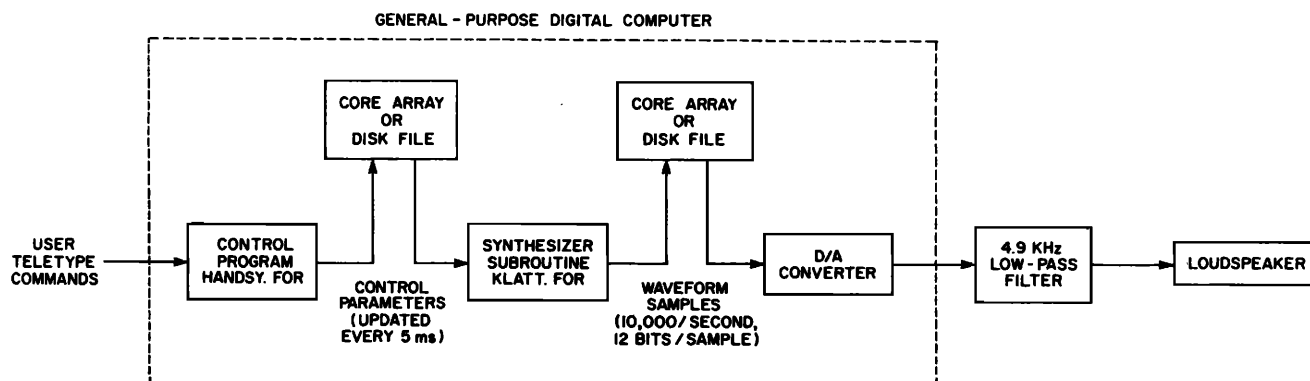 GENERAL - PURPOSE DIGITAL COMPUTER
CORE ARRAY
OR
DISK FILE
CORE ARRAY
OR
DISK FILE
USER
TELETYPE
COMMANDS
CONTROL
PROGRAM
HANDSY. FOR
CONTROL
PARAMETERS
(UPDATED
EVERY 5 ms)
SYNTHESIZER
SUBROUTINE
KLATT. FOR
WAVEFORM
SAMPLES
(10,000/SECOND,
12 BITS/SAMPLE)
D/A
CONVERTER
4.9 KHz
LOW-PASS
FILTER
LOUDSPEAKER